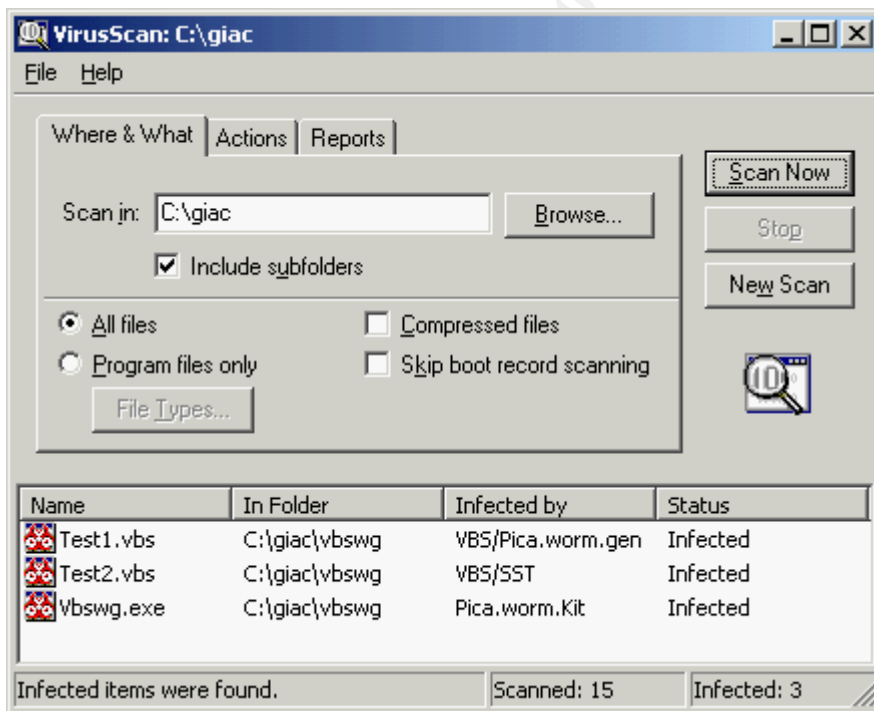 VirusScan: C:\giac
File Help
Where & What Actions Reports
Scan in: C:\giac Browse...
Include subfolders
All files Compressed files
Program files only Skip boot record scanning
File Types...
Scan Now
Stop
New Scan
Name In Folder Infected by Status
Test1.vbs C:\giac\vbswg VBS/Pica.worm.gen Infected
Test2.vbs C:\giac\vbswg VBS/SST Infected
Vbswg.exe C:\giac\vbswg Pica.worm.Kit Infected
Infected items were found. Scanned: 15 Infected: 3